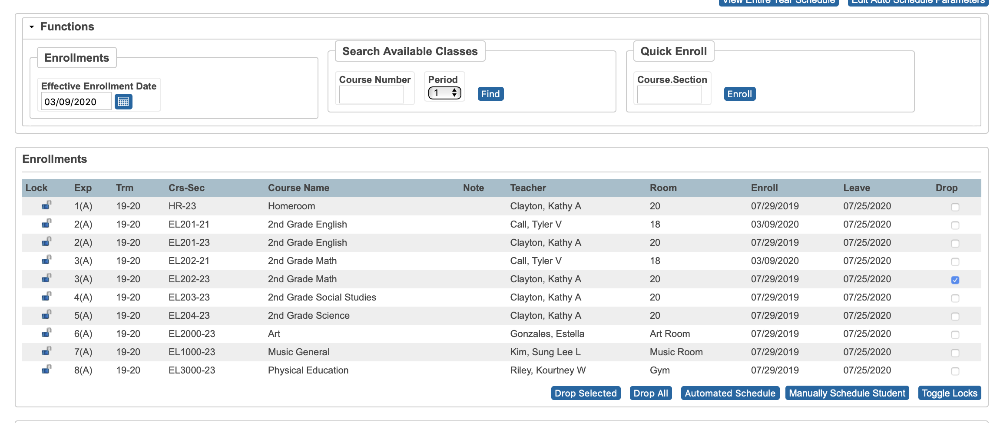 View Entire Year Schedule Edit Auto Schedule Parameters
Functions
Enrollments
Search Available Classes
Quick Enroll
Effective Enrollment Date
03/09/2020
Course Number
Period
1
Find
Course.Section
Enroll
Enrollments
Lock Exp Trm Crs-Sec Course Name Note Teacher Room Enroll Leave Drop
1(A) 19-20 HR-23 Homeroom Clayton, Kathy A 20 07/29/2019 07/25/2020
2(A) 19-20 EL201-21 2nd Grade English Call, Tyler V 18 03/09/2020 07/25/2020
2(A) 19-20 EL201-23 2nd Grade English Clayton, Kathy A 20 07/29/2019 07/25/2020
3(A) 19-20 EL202-21 2nd Grade Math Call, Tyler V 18 03/09/2020 07/25/2020
3(A) 19-20 EL202-23 2nd Grade Math Clayton, Kathy A 20 07/29/2019 07/25/2020
4(A) 19-20 EL203-23 2nd Grade Social Studies Clayton, Kathy A 20 07/29/2019 07/25/2020
5(A) 19-20 EL204-23 2nd Grade Science Clayton, Kathy A 20 07/29/2019 07/25/2020
6(A) 19-20 EL2000-23 Art Gonzales, Estella Art Room 07/29/2019 07/25/2020
7(A) 19-20 EL1000-23 Music General Kim, Sung Lee L Music Room 07/29/2019 07/25/2020
8(A) 19-20 EL3000-23 Physical Education Riley, Kourtney W Gym 07/29/2019 07/25/2020
Drop Selected Drop All Automated Schedule Manually Schedule Student Toggle Locks